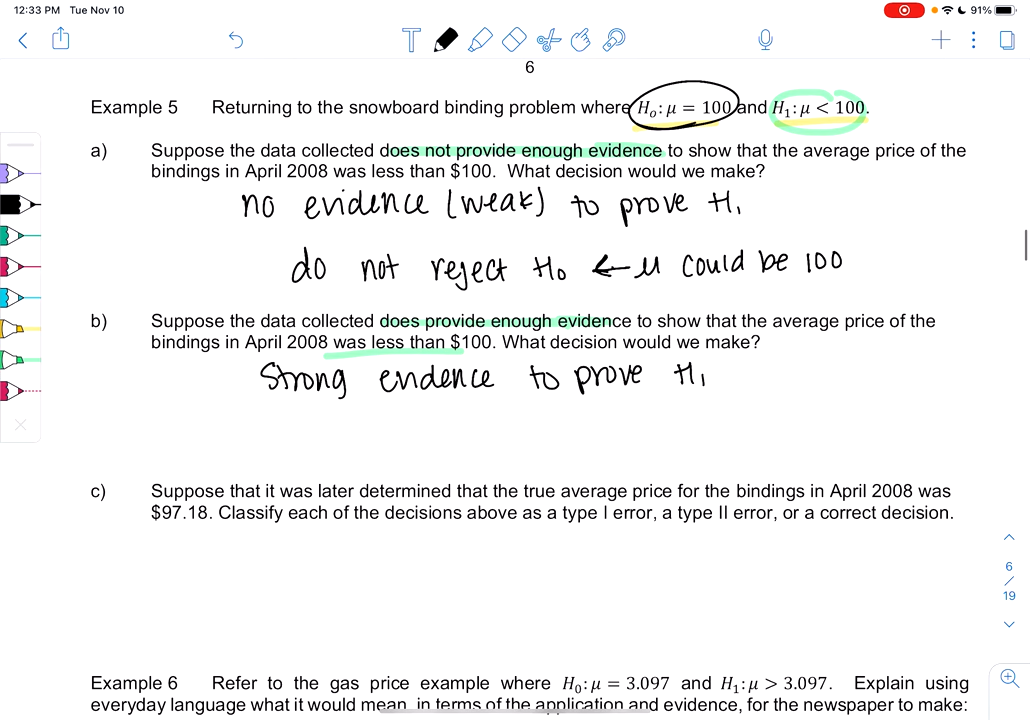 12:33 PM Tue Nov 10
91%
6
Example 5 Returning to the snowboard binding problem where H₀: μ = 100 and H₁: μ < 100.
a) Suppose the data collected does not provide enough evidence to show that the average price of the
bindings in April 2008 was less than $100. What decision would we make?
no evidence (weak) to prove H₁
do not reject H₀ ← μ could be 100
b) Suppose the data collected does provide enough evidence to show that the average price of the
bindings in April 2008 was less than $100. What decision would we make?
Strong evidence to prove H₁
c) Suppose that it was later determined that the true average price for the bindings in April 2008 was
$97.18. Classify each of the decisions above as a type I error, a type II error, or a correct decision.
6
/
19
Example 6 Refer to the gas price example where H₀: μ = 3.097 and H₁: μ > 3.097. Explain using
everyday language what it would mean, in terms of the application and evidence, for the newspaper to make: